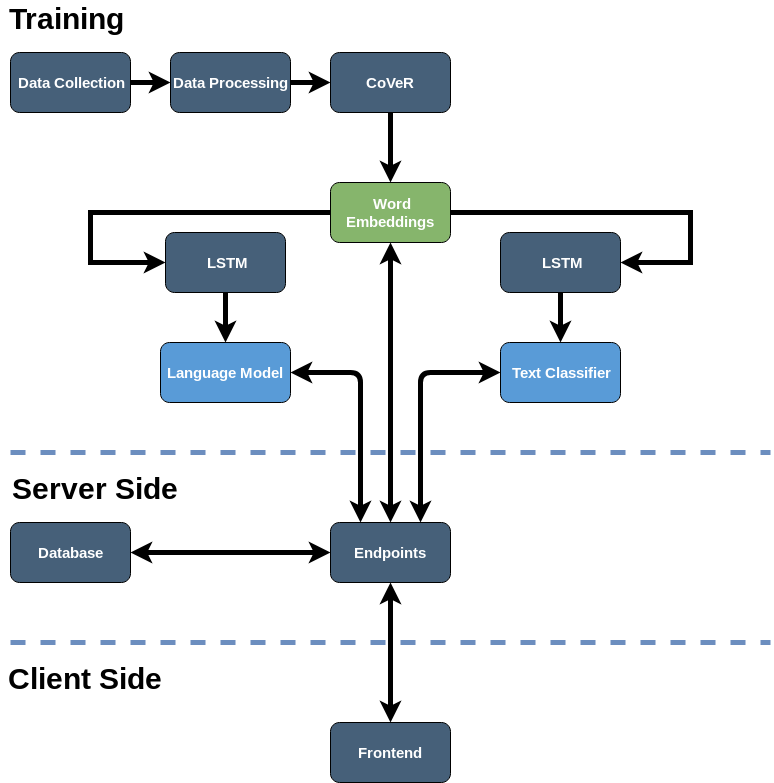 Training
Data Collection
Data Processing
CoVeR
Word
Embeddings
LSTM
LSTM
Language Model
Text Classifier
Server Side
Database
Endpoints
Client Side
Frontend